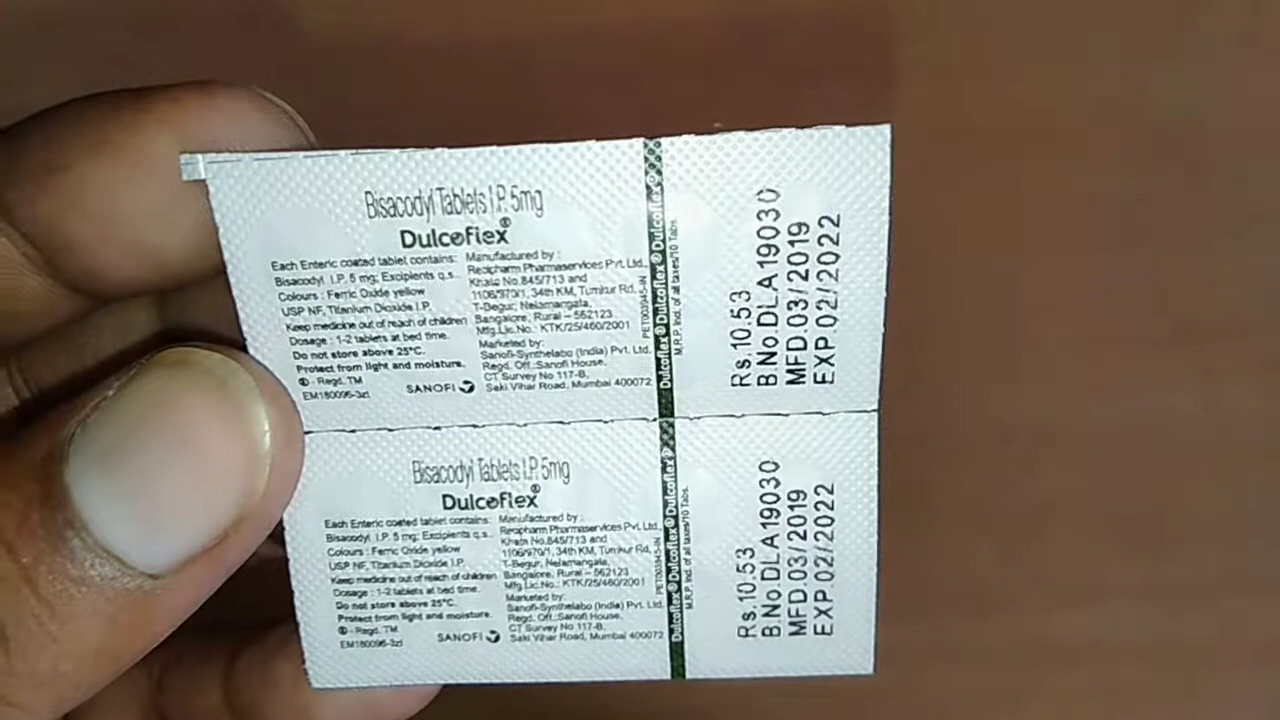 Bisacodyl Tablets I.P. 5mg
Dulcoflex®
Each Enteric coated tablet contains:
Bisacodyl I.P. 5 mg; Excipients q.s.
Colours : Ferric Oxide yellow
USP NF, Titanium Dioxide I.P.
Keep medicine out of reach of children
Dosage : 1-2 tablets at bed time.
Do not store above 25°C.
Protect from light and moisture.
® - Regd. TM
EM180096-3zl
SANOFI
Manufactured by :
Recipharm Pharmaservices Pvt. Ltd.,
Khata No.845/713 and
1106/970/1, 34th KM, Tumkur Rd.,
T-Begur, Nelamangala,
Bangalore, Rural – 562123
Mfg.Lic.No.: KTK/25/460/2001
Marketed by:
Sanofi-Synthelabo (India) Pvt. Ltd.
Regd. Off.:Sanofi House,
CT Survey No 117-B,
Saki Vihar Road, Mumbai 400072
PET003945-IN
Dulcoflex® Dulcoflex® Dulcoflex®
M.R.P. Incl. of all taxes/10 Tabs.
Rs.10.53
B.No.DLA19030
MFD.03/2019
EXP.02/2022
Bisacodyl Tablets I.P. 5mg
Dulcoflex®
Each Enteric coated tablet contains:
Bisacodyl I.P. 5 mg; Excipients q.s.
Colours : Ferric Oxide yellow
USP NF, Titanium Dioxide I.P.
Keep medicine out of reach of children
Dosage : 1-2 tablets at bed time.
Do not store above 25°C.
Protect from light and moisture.
® - Regd. TM
EM180096-3zl
SANOFI
Manufactured by :
Recipharm Pharmaservices Pvt. Ltd.,
Khata No.845/713 and
1106/970/1, 34th KM, Tumkur Rd.,
T-Begur, Nelamangala,
Bangalore, Rural – 562123
Mfg.Lic.No.: KTK/25/460/2001
Marketed by:
Sanofi-Synthelabo (India) Pvt. Ltd.
Regd. Off.:Sanofi House,
CT Survey No 117-B,
Saki Vihar Road, Mumbai 400072
PET003945-IN
Dulcoflex® Dulcoflex® Dulcoflex®
M.R.P. Incl. of all taxes/10 Tabs.
Rs.10.53
B.No.DLA19030
MFD.03/2019
EXP.02/2022